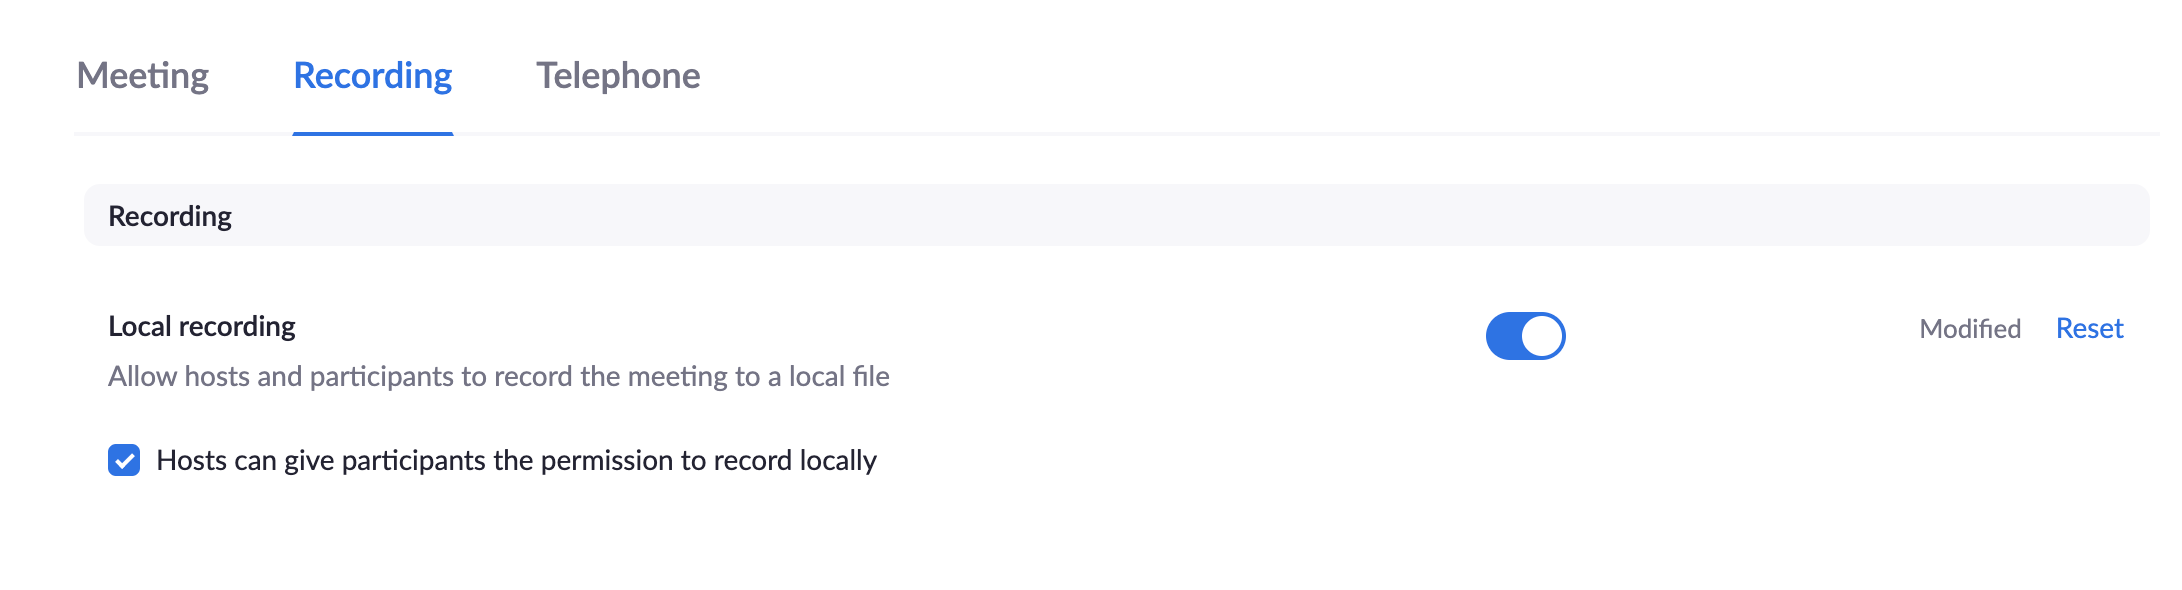 Meeting Recording Telephone
Recording
Local recording Modified Reset
Allow hosts and participants to record the meeting to a local file
Hosts can give participants the permission to record locally